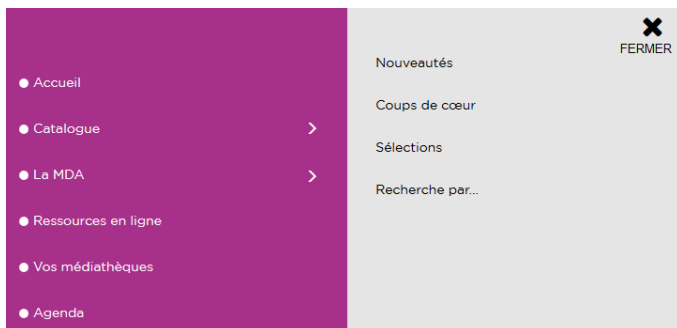 Accueil
Catalogue
La MDA
Ressources en ligne
Vos médiathèques
Agenda
FERMER
Nouveautés
Coups de cœur
Sélections
Recherche par...